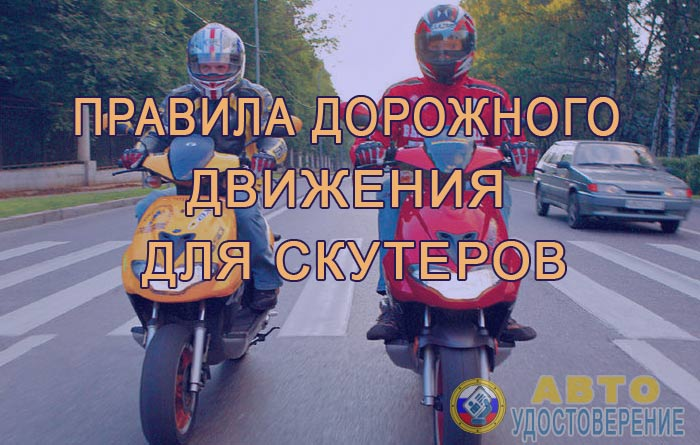 ПРАВИЛА ДОРОЖНОГО
ДВИЖЕНИЯ
ДЛЯ СКУТЕРОВ
АВТО
УДОСТОВЕРЕНИЕ